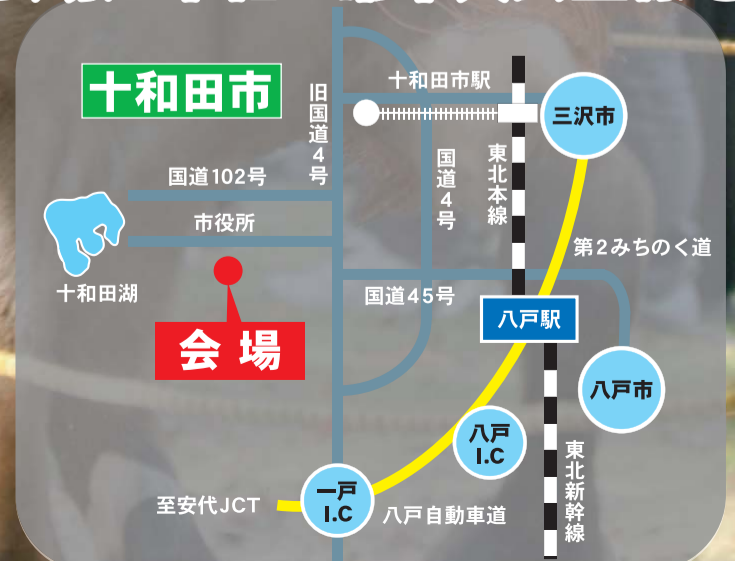 十和田市
旧国道4号
十和田市駅
三沢市
国道102号
国道4号
東北本線
市役所
第2みちのく道
十和田湖
国道45号
八戸駅
会場
八戸市
八戸
I.C
東北新幹線
一戸
I.C
至安代JCT
八戸自動車道